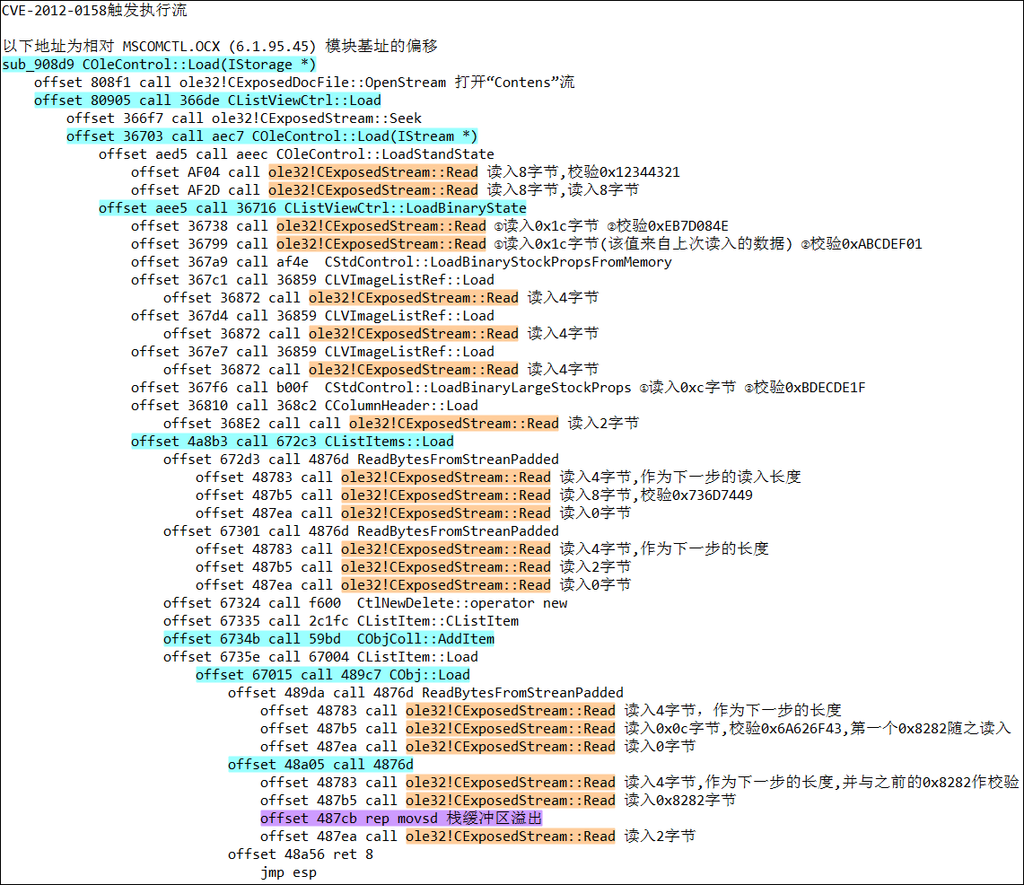 CVE-2012-0158触发执行流
以下地址为相对 MSCOMCTL.OCX (6.1.95.45) 模块基址的偏移
sub_908d9 COleControl::Load(IStorage *)
offset 808f1 call ole32!CExposedDocFile::OpenStream 打开“Contens”流
offset 80905 call 366de CListViewCtrl::Load
offset 366f7 call ole32!CExposedStream::Seek
offset 36703 call aec7 COleControl::Load(IStream *)
offset aed5 call aeec COleControl::LoadStandState
offset AF04 call ole32!CExposedStream::Read 读入8字节,校验0x12344321
offset AF2D call ole32!CExposedStream::Read 读入8字节,读入8字节
offset aee5 call 36716 CListViewCtrl::LoadBinaryState
offset 36738 call ole32!CExposedStream::Read ①读入0x1c字节 ②校验0xEB7D084E
offset 36799 call ole32!CExposedStream::Read ①读入0x1c字节(该值来自上次读入的数据) ②校验0xABCDEF01
offset 367a9 call af4e CStdControl::LoadBinaryStockPropsFromMemory
offset 367c1 call 36859 CLVImageListRef::Load
offset 36872 call ole32!CExposedStream::Read 读入4字节
offset 367d4 call 36859 CLVImageListRef::Load
offset 36872 call ole32!CExposedStream::Read 读入4字节
offset 367e7 call 36859 CLVImageListRef::Load
offset 36872 call ole32!CExposedStream::Read 读入4字节
offset 367f6 call b00f CStdControl::LoadBinaryLargeStockProps ①读入0xc字节 ②校验0xBDECDE1F
offset 36810 call 368c2 CColumnHeader::Load
offset 368E2 call call ole32!CExposedStream::Read 读入2字节
offset 4a8b3 call 672c3 CListItems::Load
offset 672d3 call 4876d ReadBytesFromStreanPadded
offset 48783 call ole32!CExposedStream::Read 读入4字节,作为下一步的读入长度
offset 487b5 call ole32!CExposedStream::Read 读入8字节,校验0x736D7449
offset 487ea call ole32!CExposedStream::Read 读入0字节
offset 67301 call 4876d ReadBytesFromStreanPadded
offset 48783 call ole32!CExposedStream::Read 读入4字节,作为下一步的长度
offset 487b5 call ole32!CExposedStream::Read 读入2字节
offset 487ea call ole32!CExposedStream::Read 读入0字节
offset 67324 call f600 CtlNewDelete::operator new
offset 67335 call 2c1fc CListItem::CListItem
offset 6734b call 59bd CObjColl::AddItem
offset 6735e call 67004 CListItem::Load
offset 67015 call 489c7 CObj::Load
offset 489da call 4876d ReadBytesFromStreanPadded
offset 48783 call ole32!CExposedStream::Read 读入4字节，作为下一步的长度
offset 487b5 call ole32!CExposedStream::Read 读入0x0c字节,校验0x6A626F43,第一个0x8282随之读入
offset 487ea call ole32!CExposedStream::Read 读入0字节
offset 48a05 call 4876d
offset 48783 call ole32!CExposedStream::Read 读入4字节,作为下一步的长度,并与之前的0x8282作校验
offset 487b5 call ole32!CExposedStream::Read 读入0x8282字节
offset 487cb rep movsd 栈缓冲区溢出
offset 487ea call ole32!CExposedStream::Read 读入2字节
offset 48a56 ret 8
jmp esp